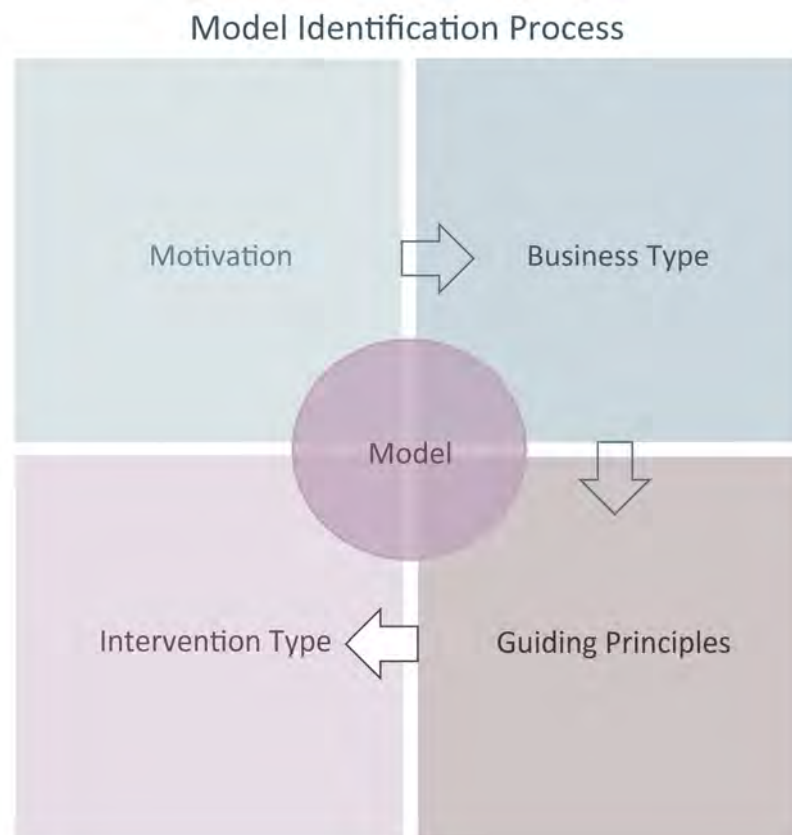 Model Identification Process
Motivation
Business Type
Model
Intervention Type
Guiding Principles